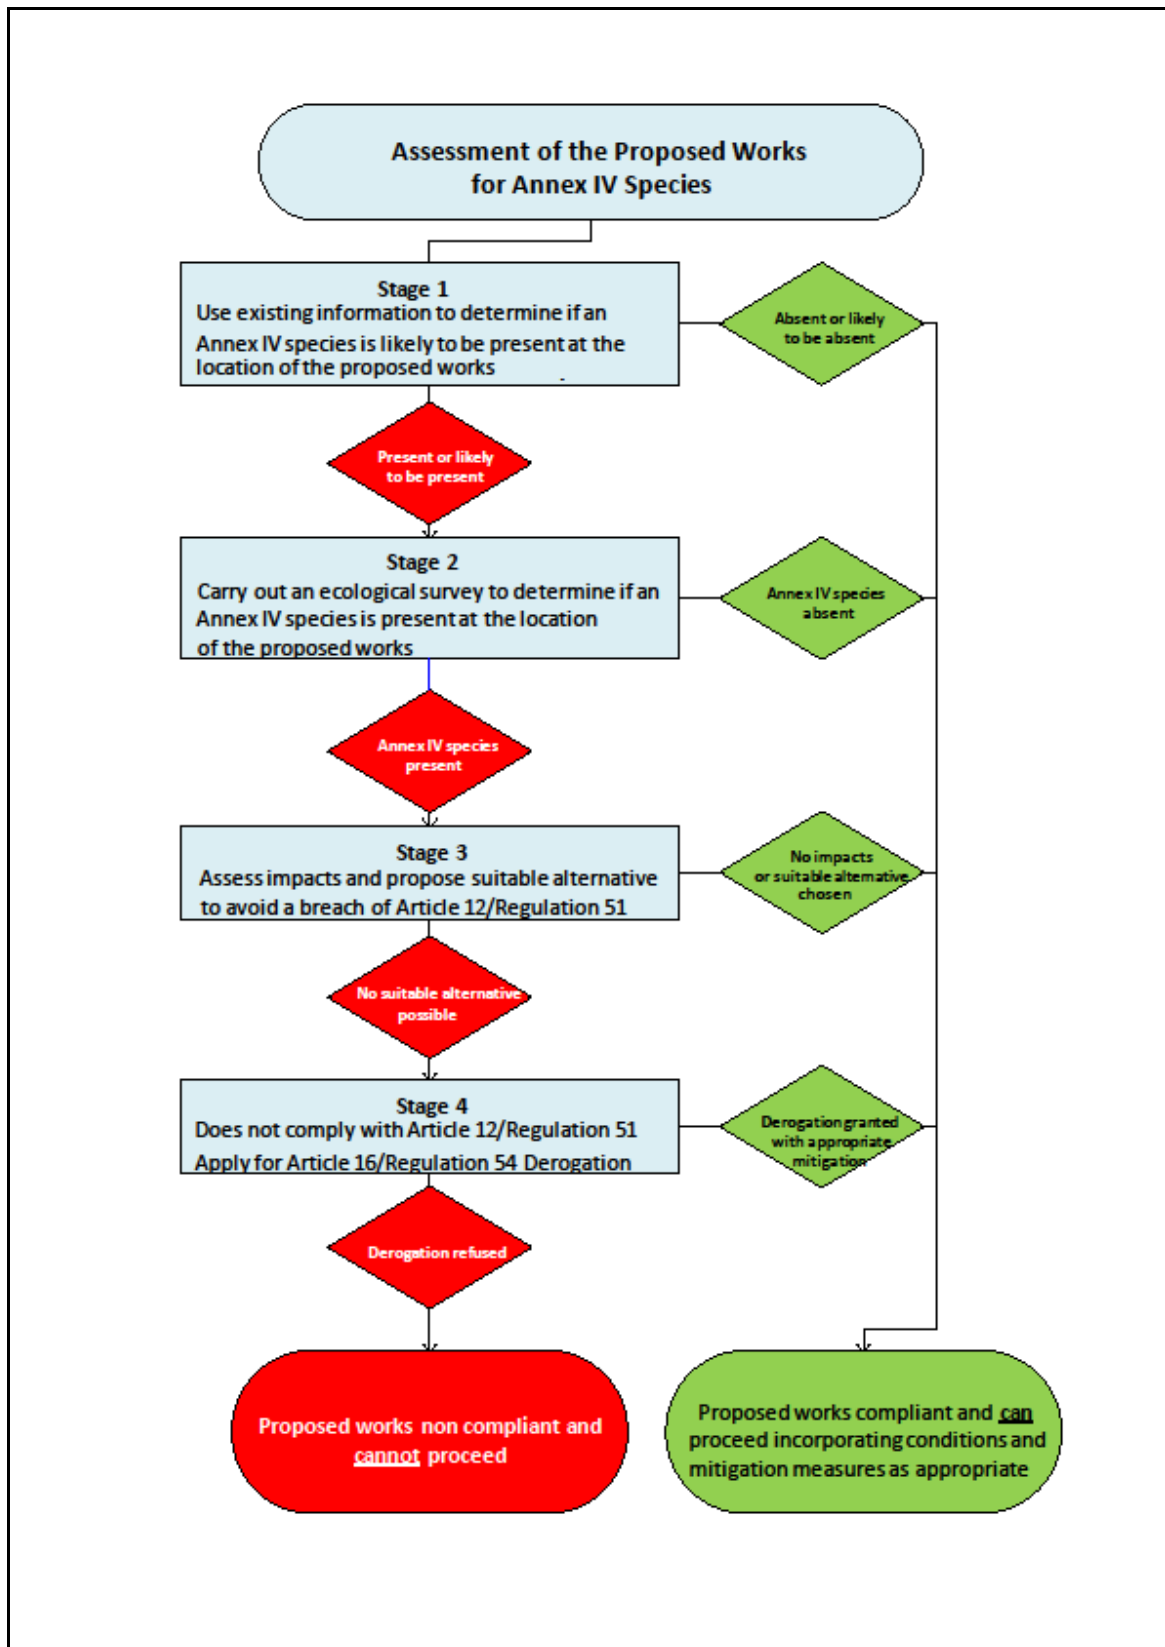 Assessment of the Proposed Works
for Annex IV Species
Stage 1
Use existing information to determine if an
Annex IV species is likely to be present at the
location of the proposed works
Absent or likely
to be absent
Present or likely
to be present
Stage 2
Carry out an ecological survey to determine if an
Annex IV species is present at the location
of the proposed works
Annex IV species
absent
Annex IV species
present
Stage 3
Assess impacts and propose suitable alternative
to avoid a breach of Article 12/Regulation 51
No impacts
or suitable alternative
chosen
No suitable alternative
possible
Stage 4
Does not comply with Article 12/Regulation 51
Apply for Article 16/Regulation 54 Derogation
Derogation granted
with appropriate
mitigation
Derogation refused
Proposed works non compliant and
cannot proceed
Proposed works compliant and can
proceed incorporating conditions and
mitigation measures as appropriate